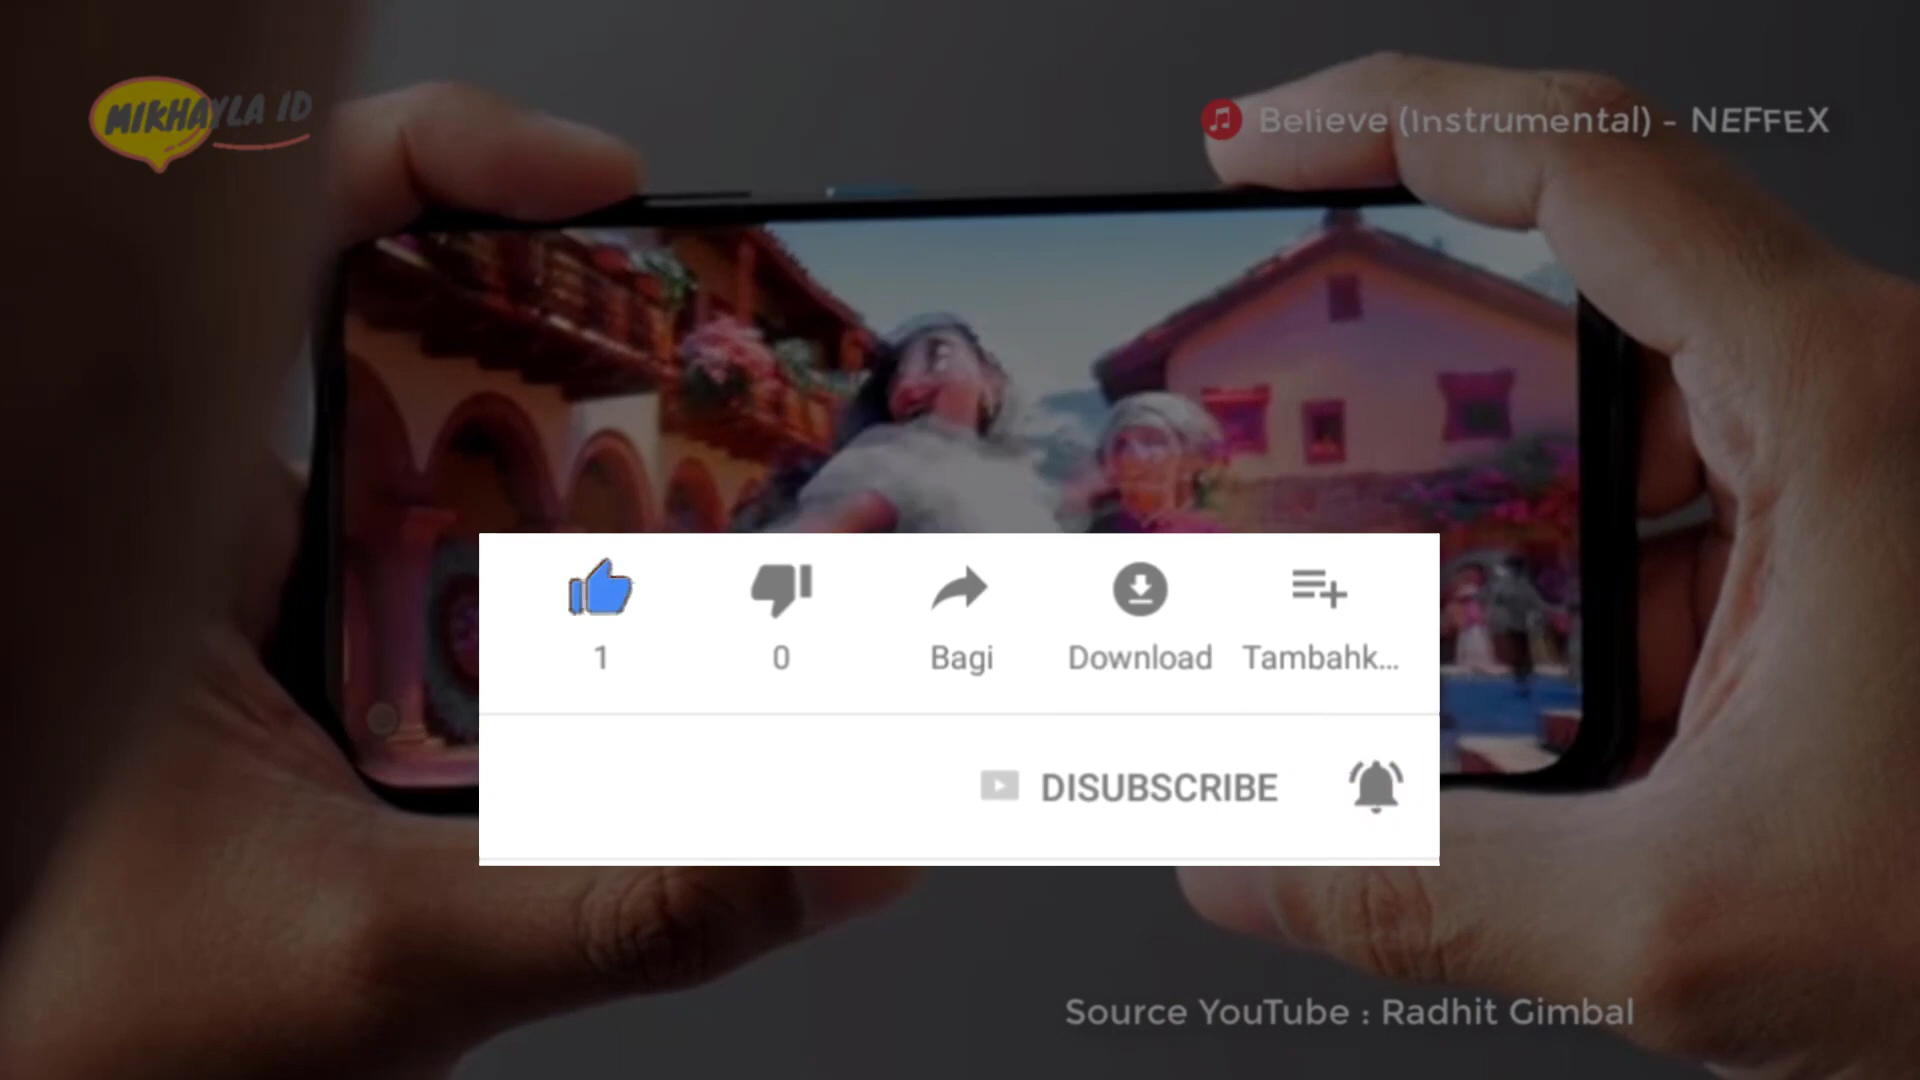 MIKHAYLA ID
Believe (Instrumental) - NEFFEX
1
0
Bagi
Download
Tambahk...
DISUBSCRIBE
Source YouTube : Radhit Gimbal